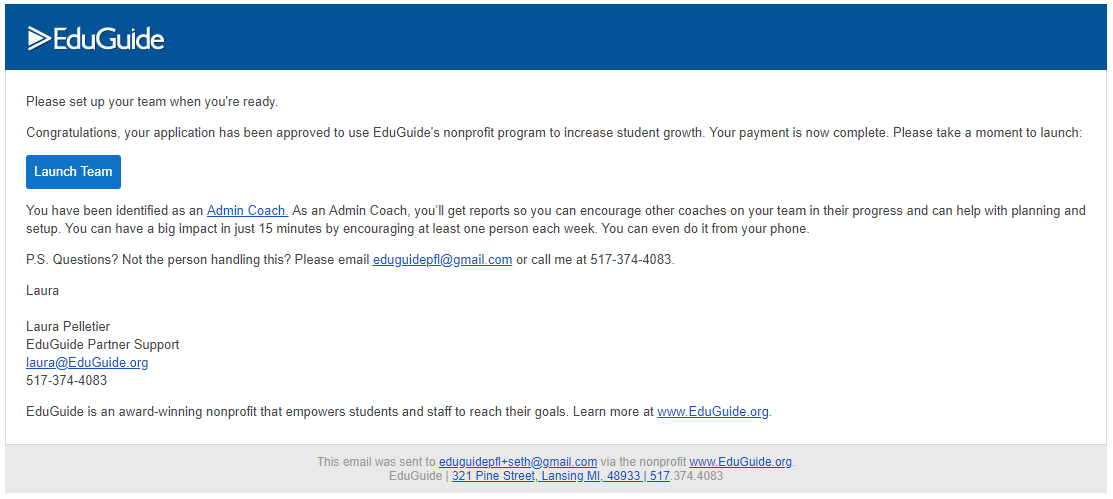 EduGuide
Please set up your team when you're ready.
Congratulations, your application has been approved to use EduGuide's nonprofit program to increase student growth. Your payment is now complete. Please take a moment to launch:
Launch Team
You have been identified as an Admin Coach. As an Admin Coach, you'll get reports so you can encourage other coaches on your team in their progress and can help with planning and
setup. You can have a big impact in just 15 minutes by encouraging at least one person each week. You can even do it from your phone.
P.S. Questions? Not the person handling this? Please email eduguidepfl@gmail.com or call me at 517-374-4083.
Laura
Laura Pelletier
EduGuide Partner Support
laura@EduGuide.org
517-374-4083
EduGuide is an award-winning nonprofit that empowers students and staff to reach their goals. Learn more at www.EduGuide.org.
This email was sent to eduguidepfl+seth@gmail.com via the nonprofit www.EduGuide.org.
EduGuide | 321 Pine Street, Lansing MI, 48933 | 517.374.4083